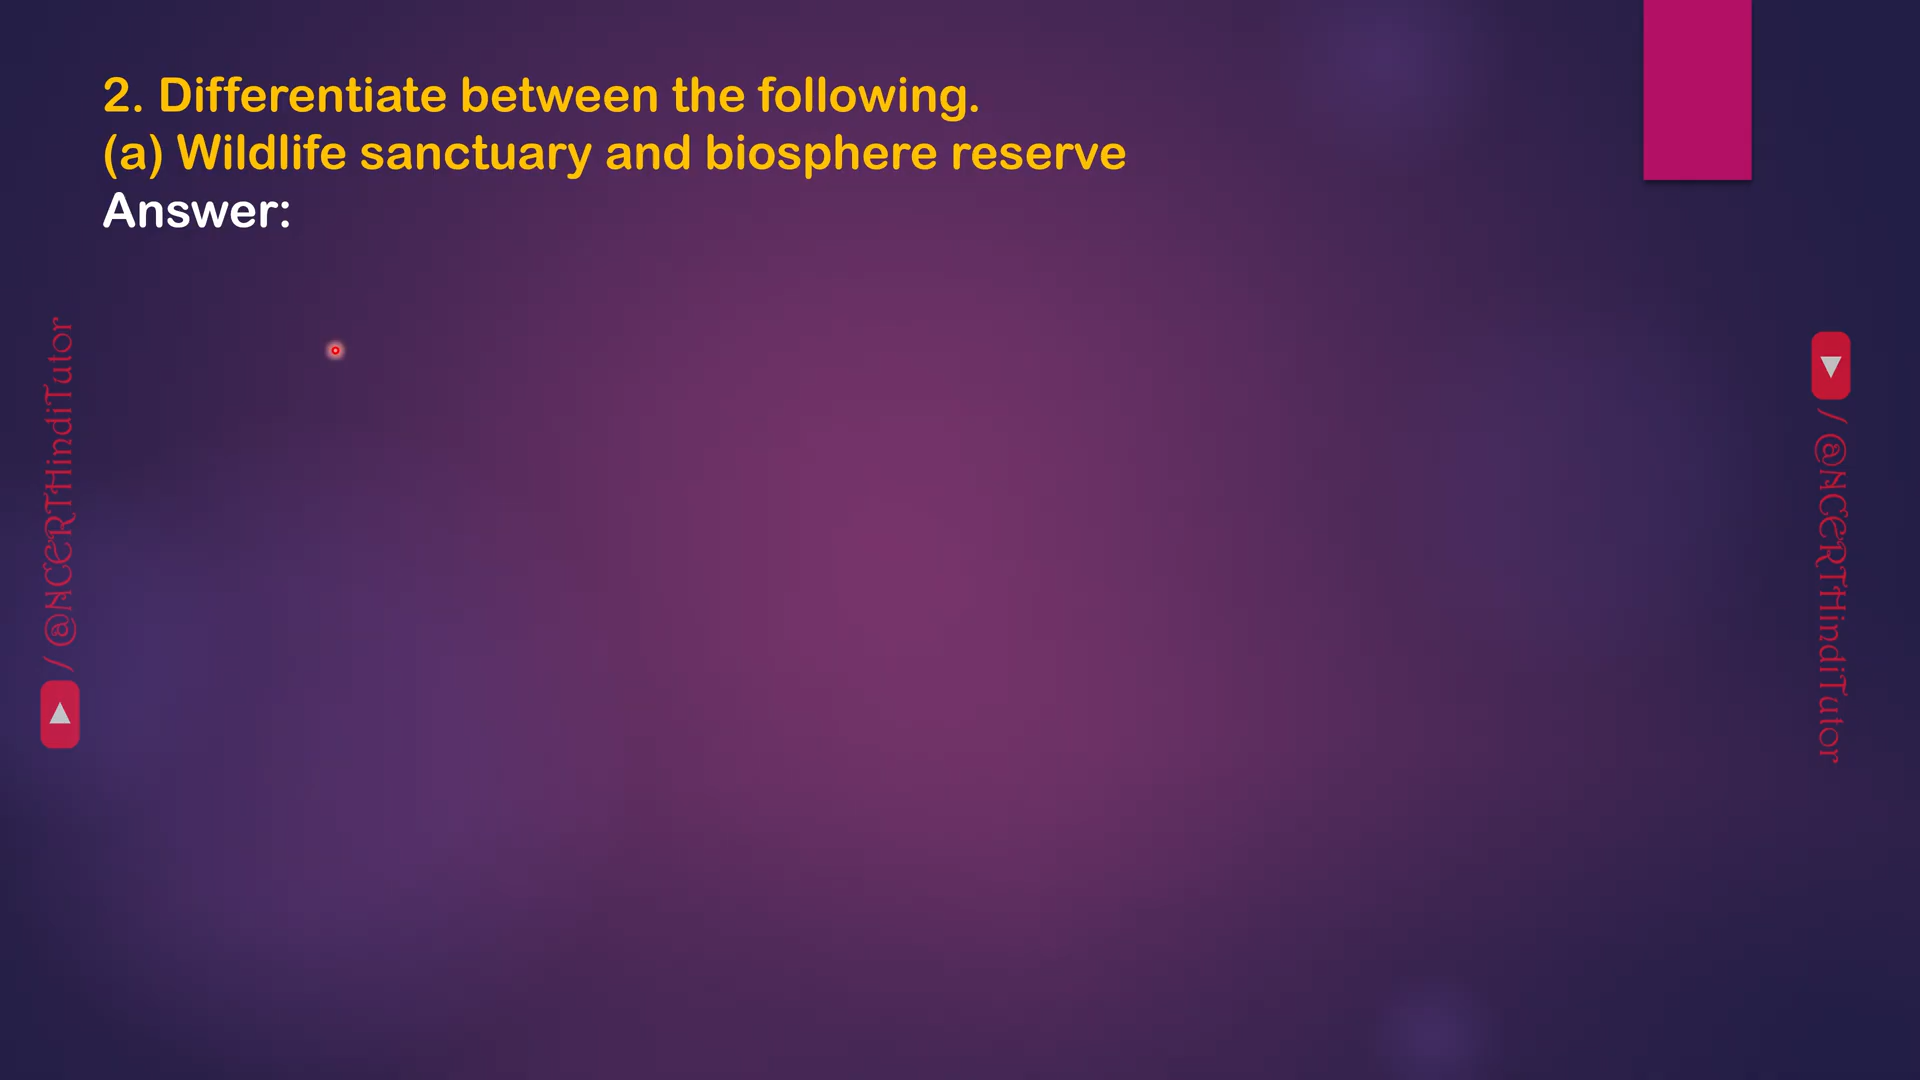 2. Differentiate between the following.
(a) Wildlife sanctuary and biosphere reserve
Answer:
/ @NCERTHindiTutor
/ @NCERTHindiTutor